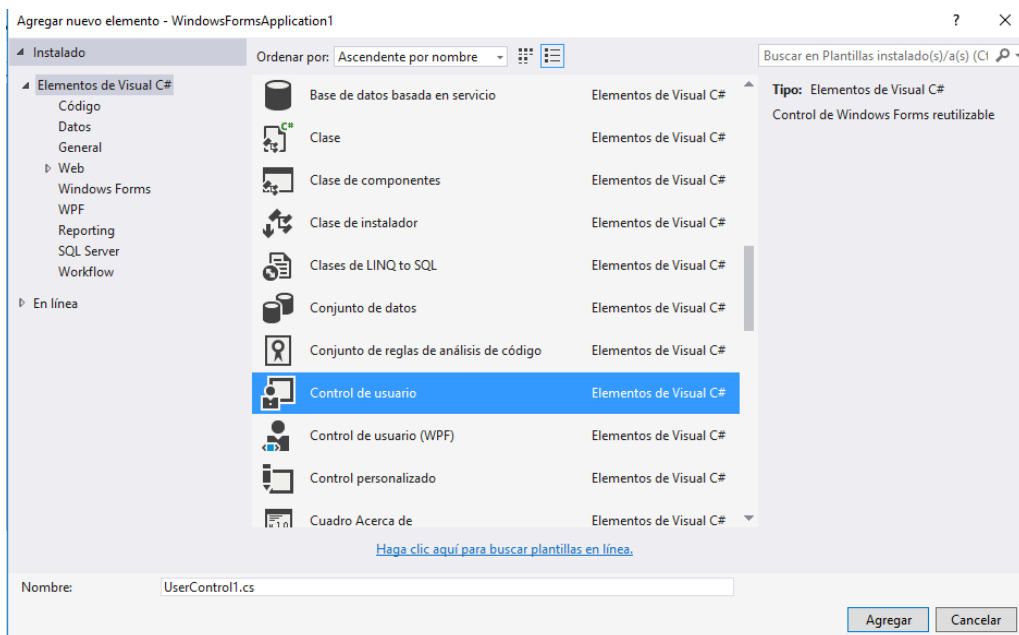 Agregar nuevo elemento - WindowsFormsApplication1
?
Instalado
Ordenar por: Ascendente por nombre
Buscar en Plantillas instalado(s)/a(s) (Ct
Elementos de Visual C#
Código
Datos
General
Web
Windows Forms
WPF
Reporting
SQL Server
Workflow
En línea
Base de datos basada en servicio Elementos de Visual C#
C#
Clase Elementos de Visual C#
Clase de componentes Elementos de Visual C#
Clase de instalador Elementos de Visual C#
Clases de LINQ to SQL Elementos de Visual C#
Conjunto de datos Elementos de Visual C#
Conjunto de reglas de análisis de código Elementos de Visual C#
Control de usuario Elementos de Visual C#
Control de usuario (WPF) Elementos de Visual C#
Control personalizado Elementos de Visual C#
Cuadro Acerca de Elementos de Visual C#
Tipo: Elementos de Visual C#
Control de Windows Forms reutilizable
Haga clic aquí para buscar plantillas en línea.
Nombre: UserControl1.cs
Agregar Cancelar